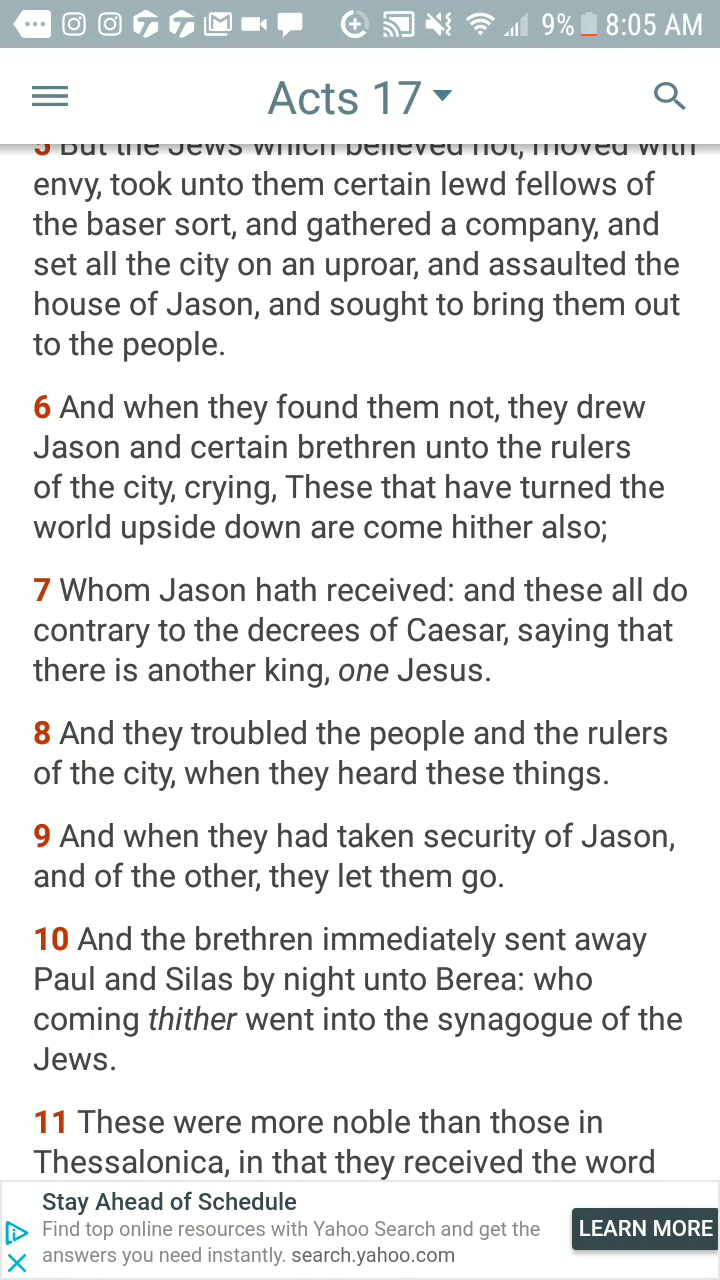 9% 8:05 AM
Acts 17
5 But the Jews which believed not, moved with
envy, took unto them certain lewd fellows of
the baser sort, and gathered a company, and
set all the city on an uproar, and assaulted the
house of Jason, and sought to bring them out
to the people.
6 And when they found them not, they drew
Jason and certain brethren unto the rulers
of the city, crying, These that have turned the
world upside down are come hither also;
7 Whom Jason hath received: and these all do
contrary to the decrees of Caesar, saying that
there is another king, one Jesus.
8 And they troubled the people and the rulers
of the city, when they heard these things.
9 And when they had taken security of Jason,
and of the other, they let them go.
10 And the brethren immediately sent away
Paul and Silas by night unto Berea: who
coming thither went into the synagogue of the
Jews.
11 These were more noble than those in
Thessalonica, in that they received the word
Stay Ahead of Schedule
Find top online resources with Yahoo Search and get the
answers you need instantly. search.yahoo.com
LEARN MORE